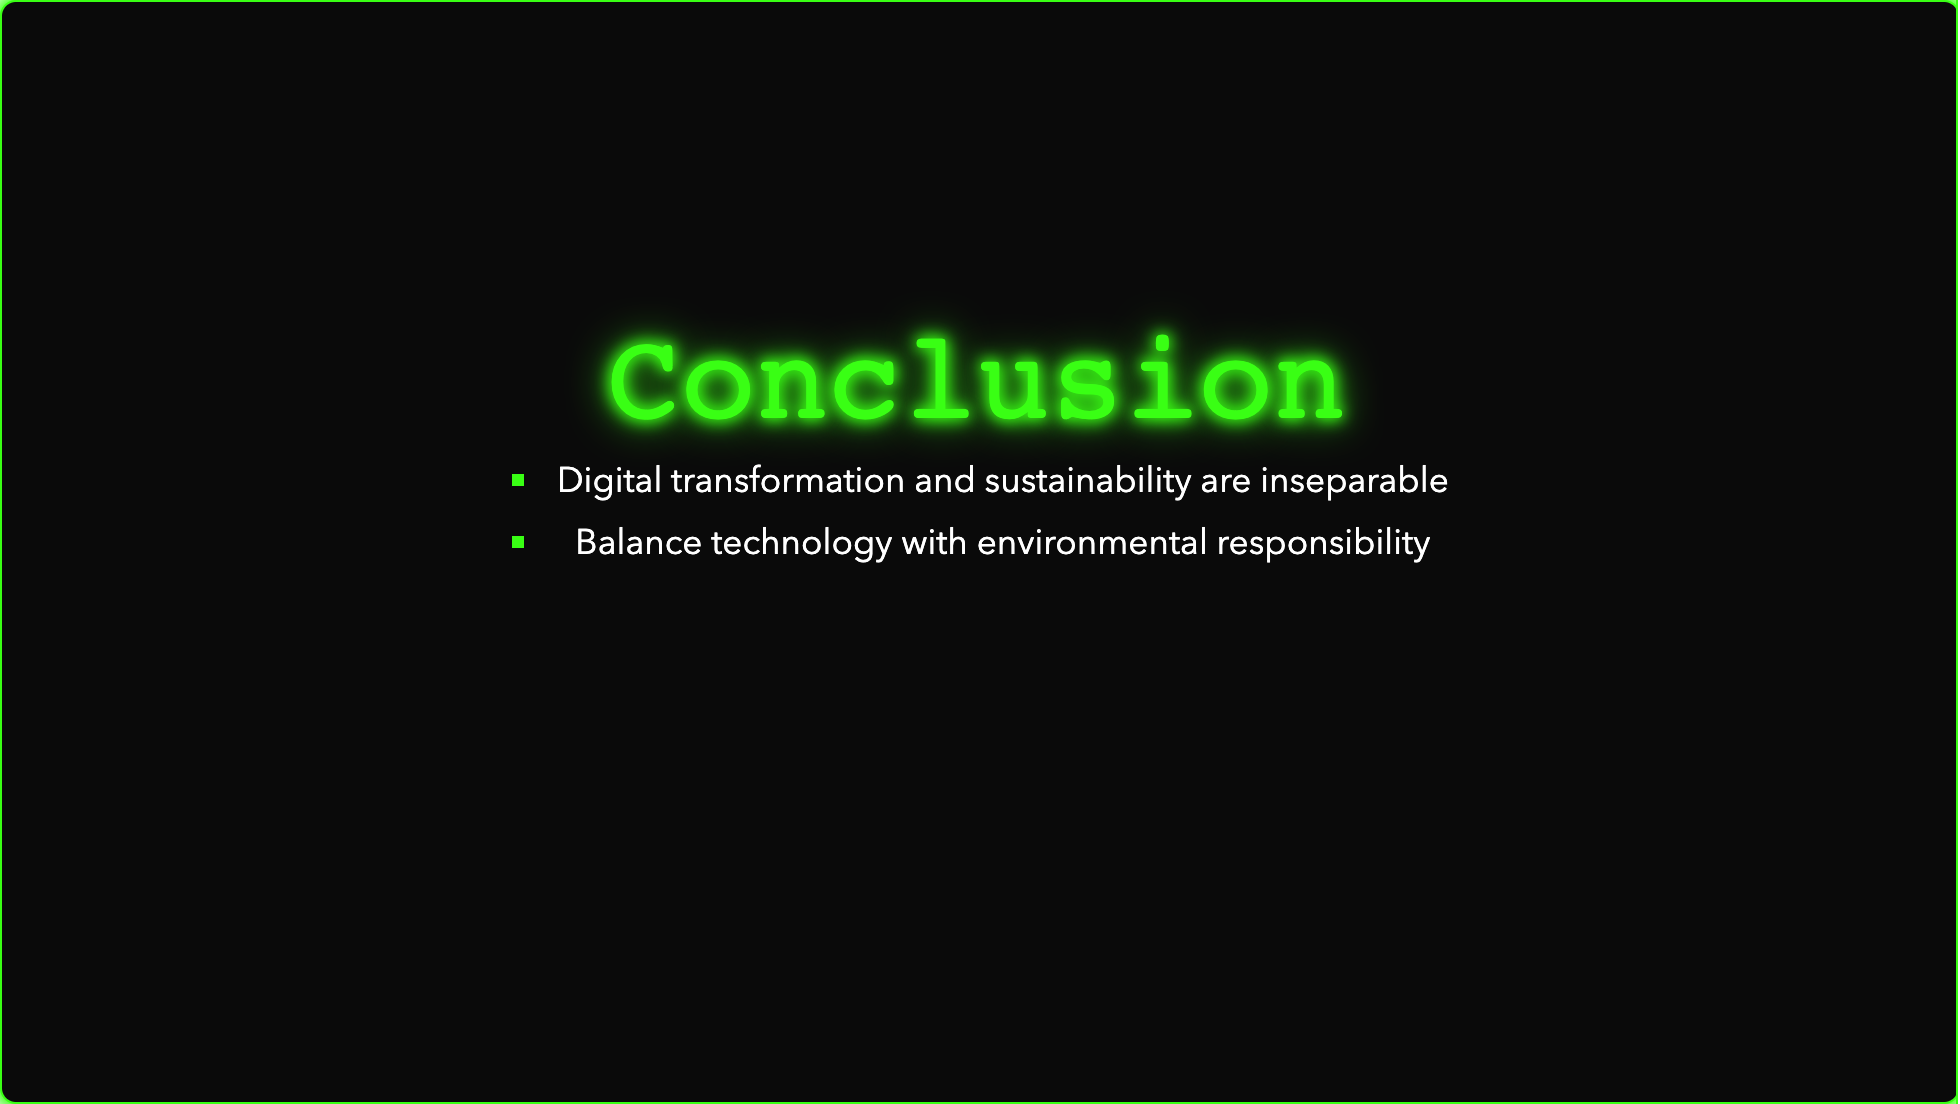 Conclusion
Digital transformation and sustainability are inseparable
Balance technology with environmental responsibility